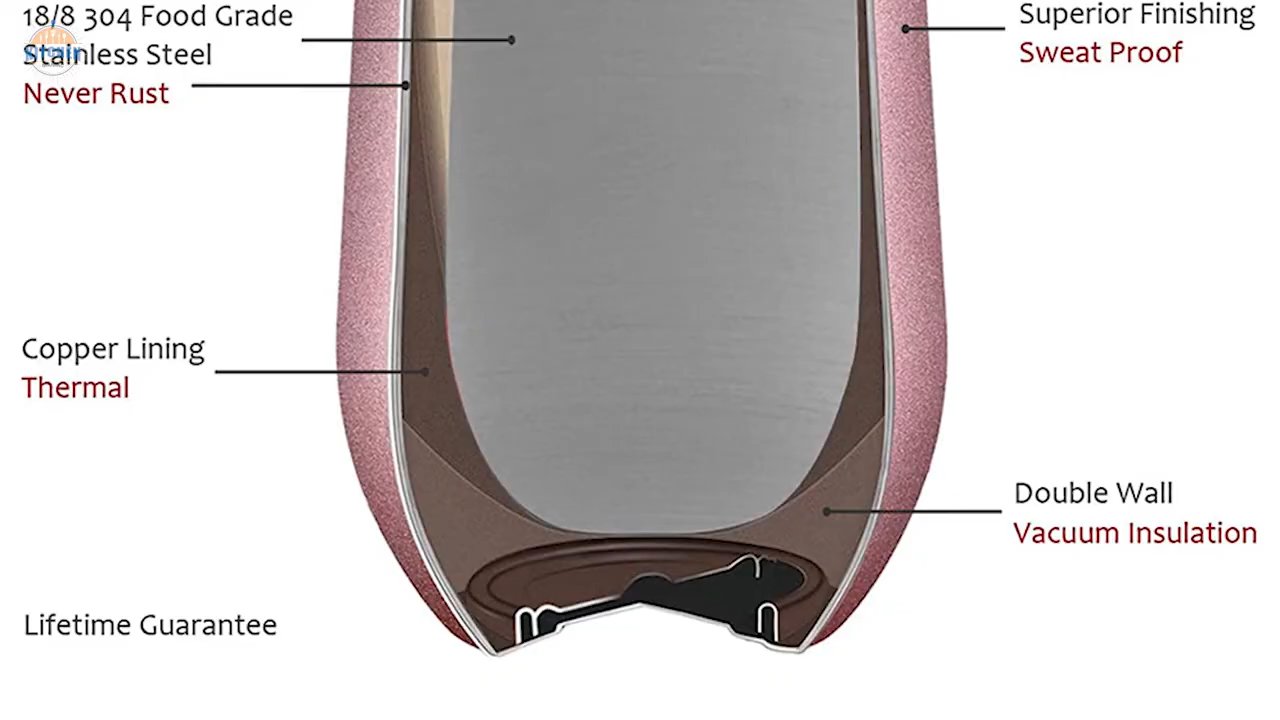 18/8 304 Food Grade
Stainless Steel
Never Rust
KITCHEN
Superior Finishing
Sweat Proof
Copper Lining
Thermal
Double Wall
Vacuum Insulation
Lifetime Guarantee